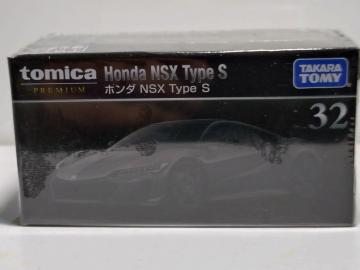 tomica
PREMIUM
Honda NSX Type S
ホンダ NSX Type S
TAKARA
TOMY
32